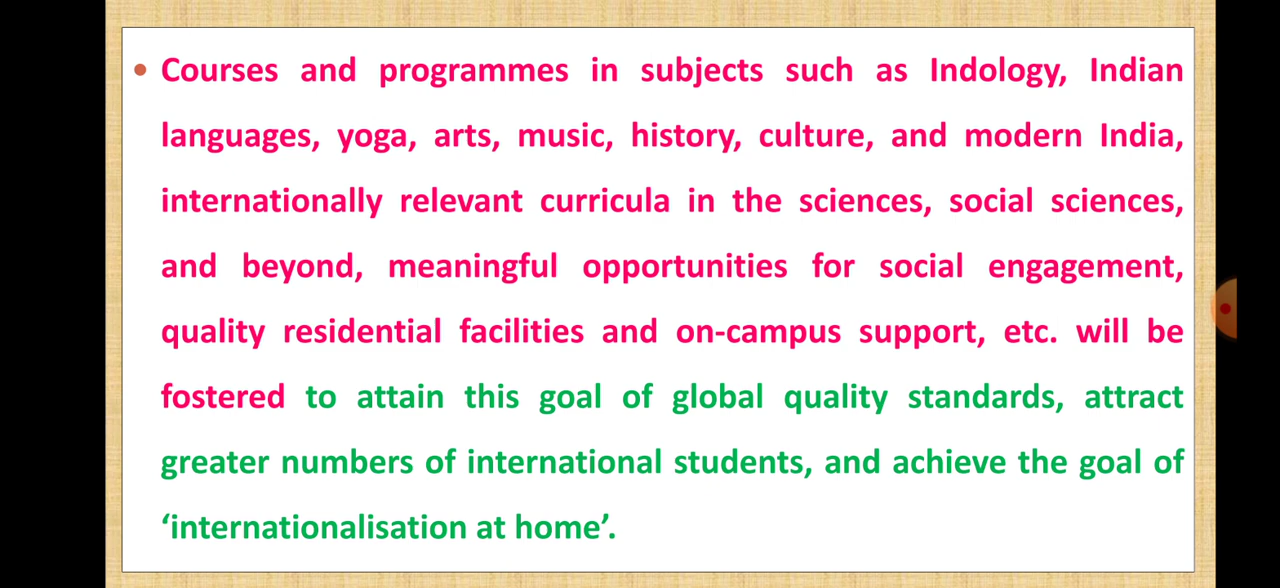 • Courses and programmes in subjects such as Indology, Indian
languages, yoga, arts, music, history, culture, and modern India,
internationally relevant curricula in the sciences, social sciences,
and beyond, meaningful opportunities for social engagement,
quality residential facilities and on-campus support, etc. will be
fostered to attain this goal of global quality standards, attract
greater numbers of international students, and achieve the goal of
‘internationalisation at home’.